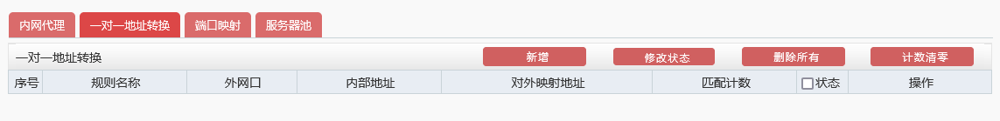 内网代理 一对一地址转换 端口映射 服务器池
一对一地址转换 新增 修改状态 删除所有 计数清零
序号 规则名称 外网口 内部地址 对外映射地址 匹配计数 状态 操作